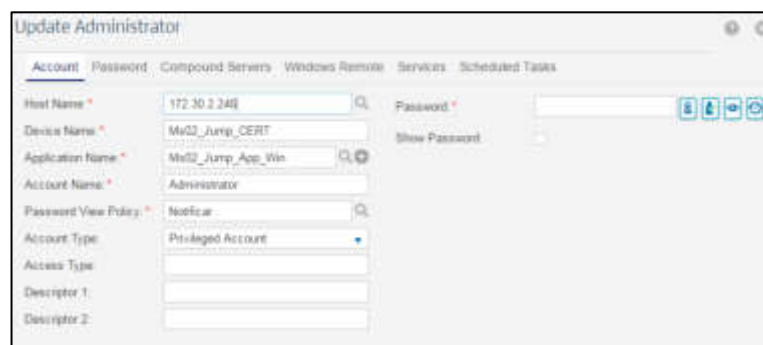 Update Administrator
Account Password Compound Servers Windows Remote Services Scheduled Tasks
Host Name * 172.30.2.248 Password *
Device Name * Ms02_Jump_CERT Show Password
Application Name * Ms02_Jump_App_Win
Account Name * Administrator
Password View Policy * Notificar
Account Type Privileged Account
Access Type
Descriptor 1
Descriptor 2